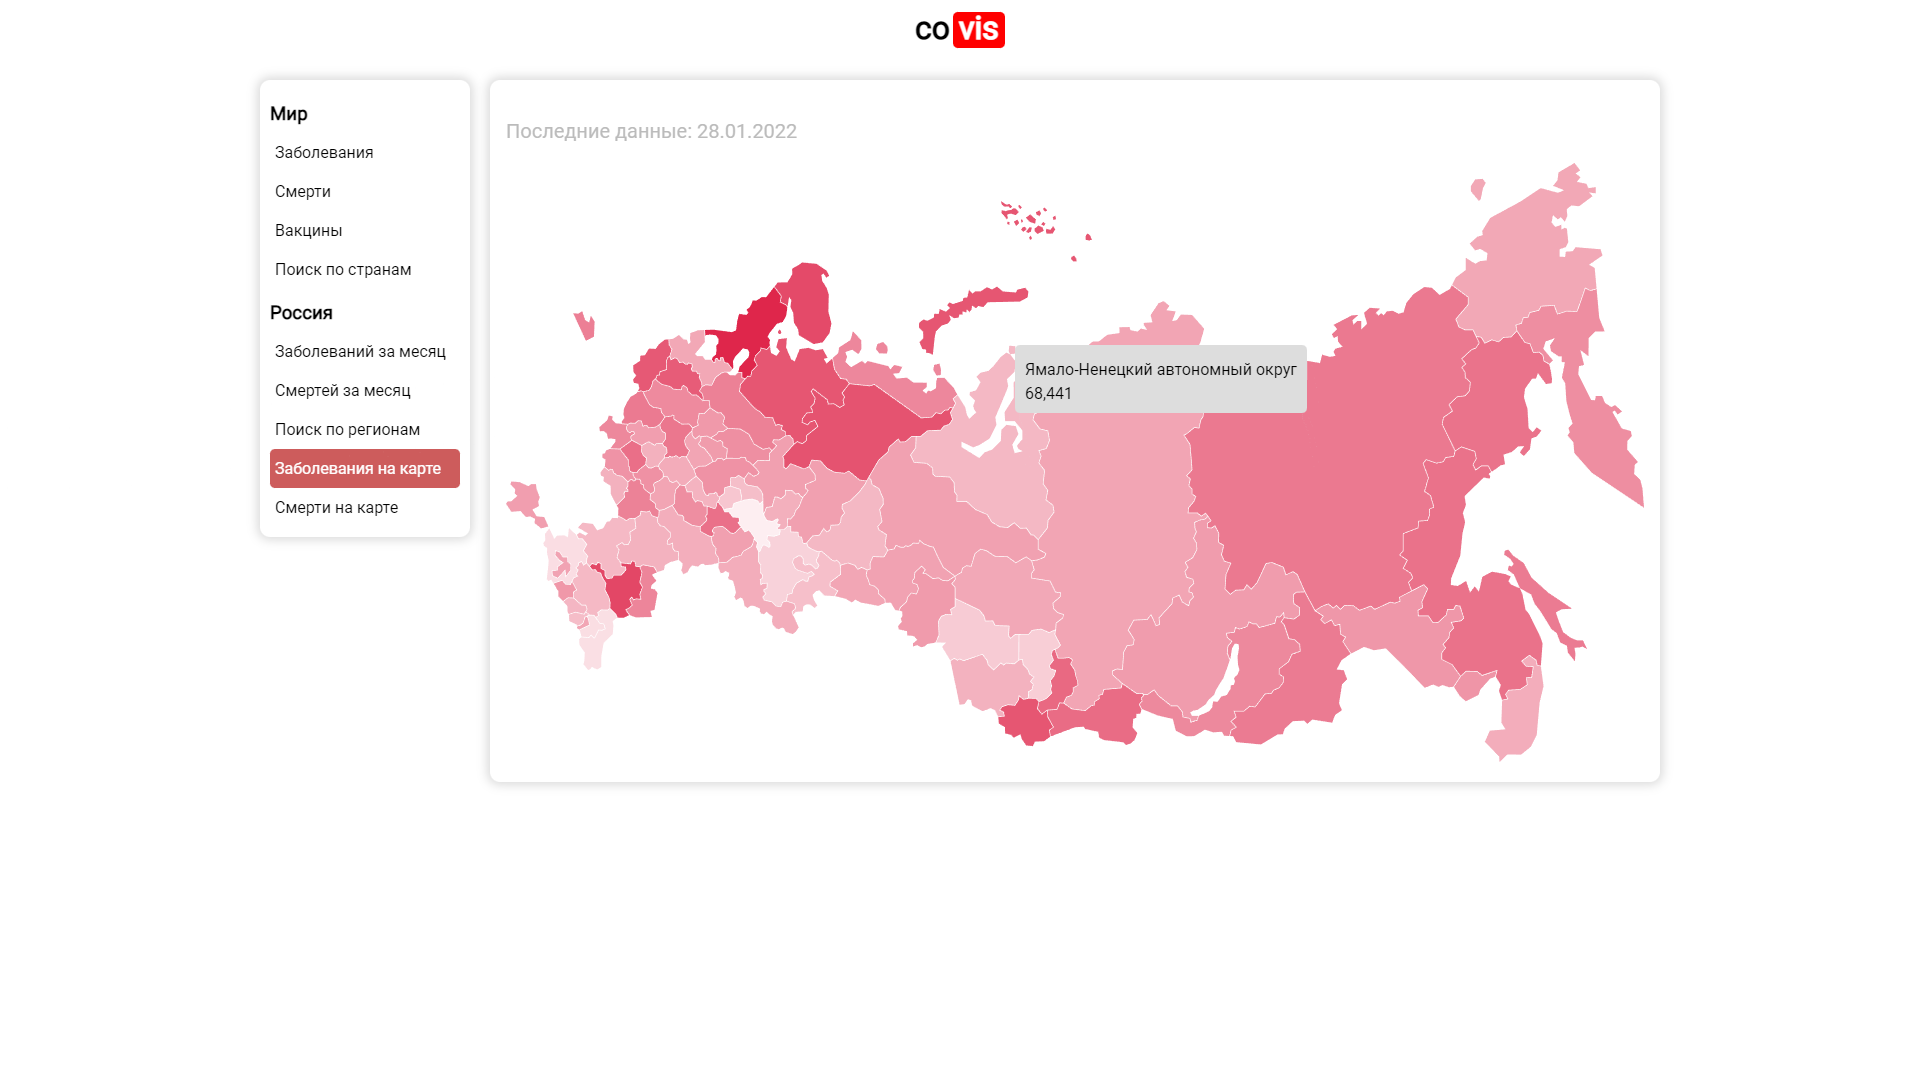 co vis
Мир
Заболевания
Смерти
Вакцины
Поиск по странам
Россия
Заболеваний за месяц
Смертей за месяц
Поиск по регионам
Заболевания на карте
Смерти на карте
Последние данные: 28.01.2022
Ямало-Ненецкий автономный округ
68,441